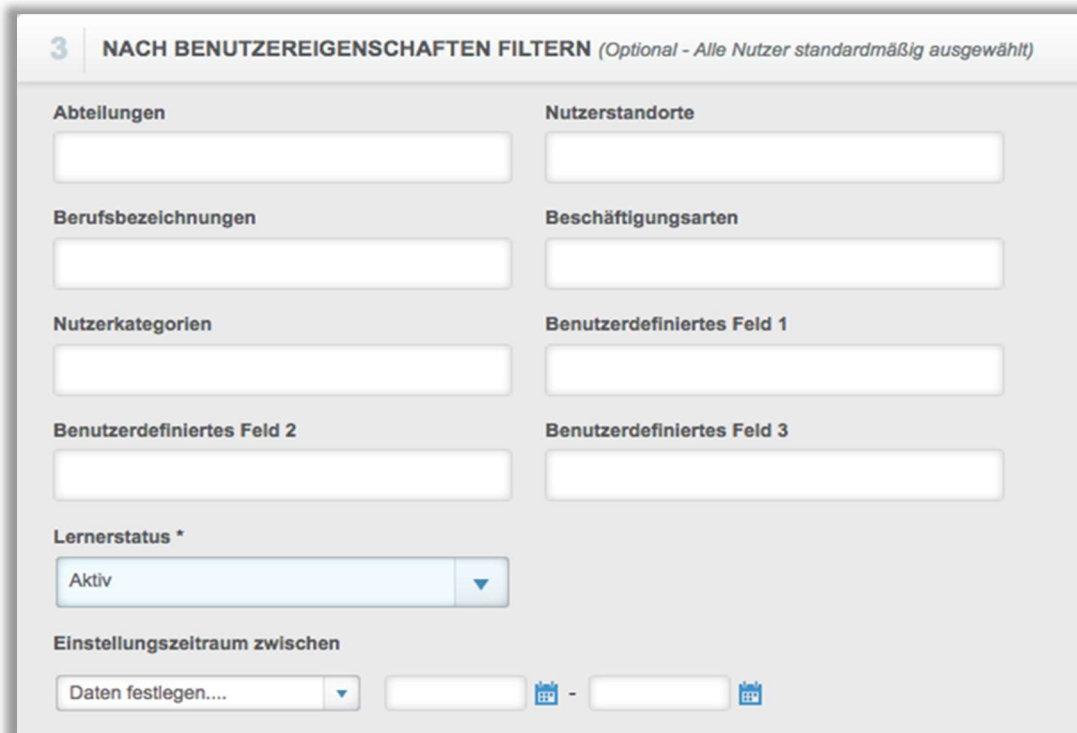 3 NACH BENUTZEREIGENSCHAFTEN FILTERN (Optional - Alle Nutzer standardmäßig ausgewählt)
Abteilungen Nutzerstandorte
Berufsbezeichnungen Beschäftigungsarten
Nutzerkategorien Benutzerdefiniertes Feld 1
Benutzerdefiniertes Feld 2 Benutzerdefiniertes Feld 3
Lernerstatus *
Aktiv
Einstellungszeitraum zwischen
Daten festlegen.... -